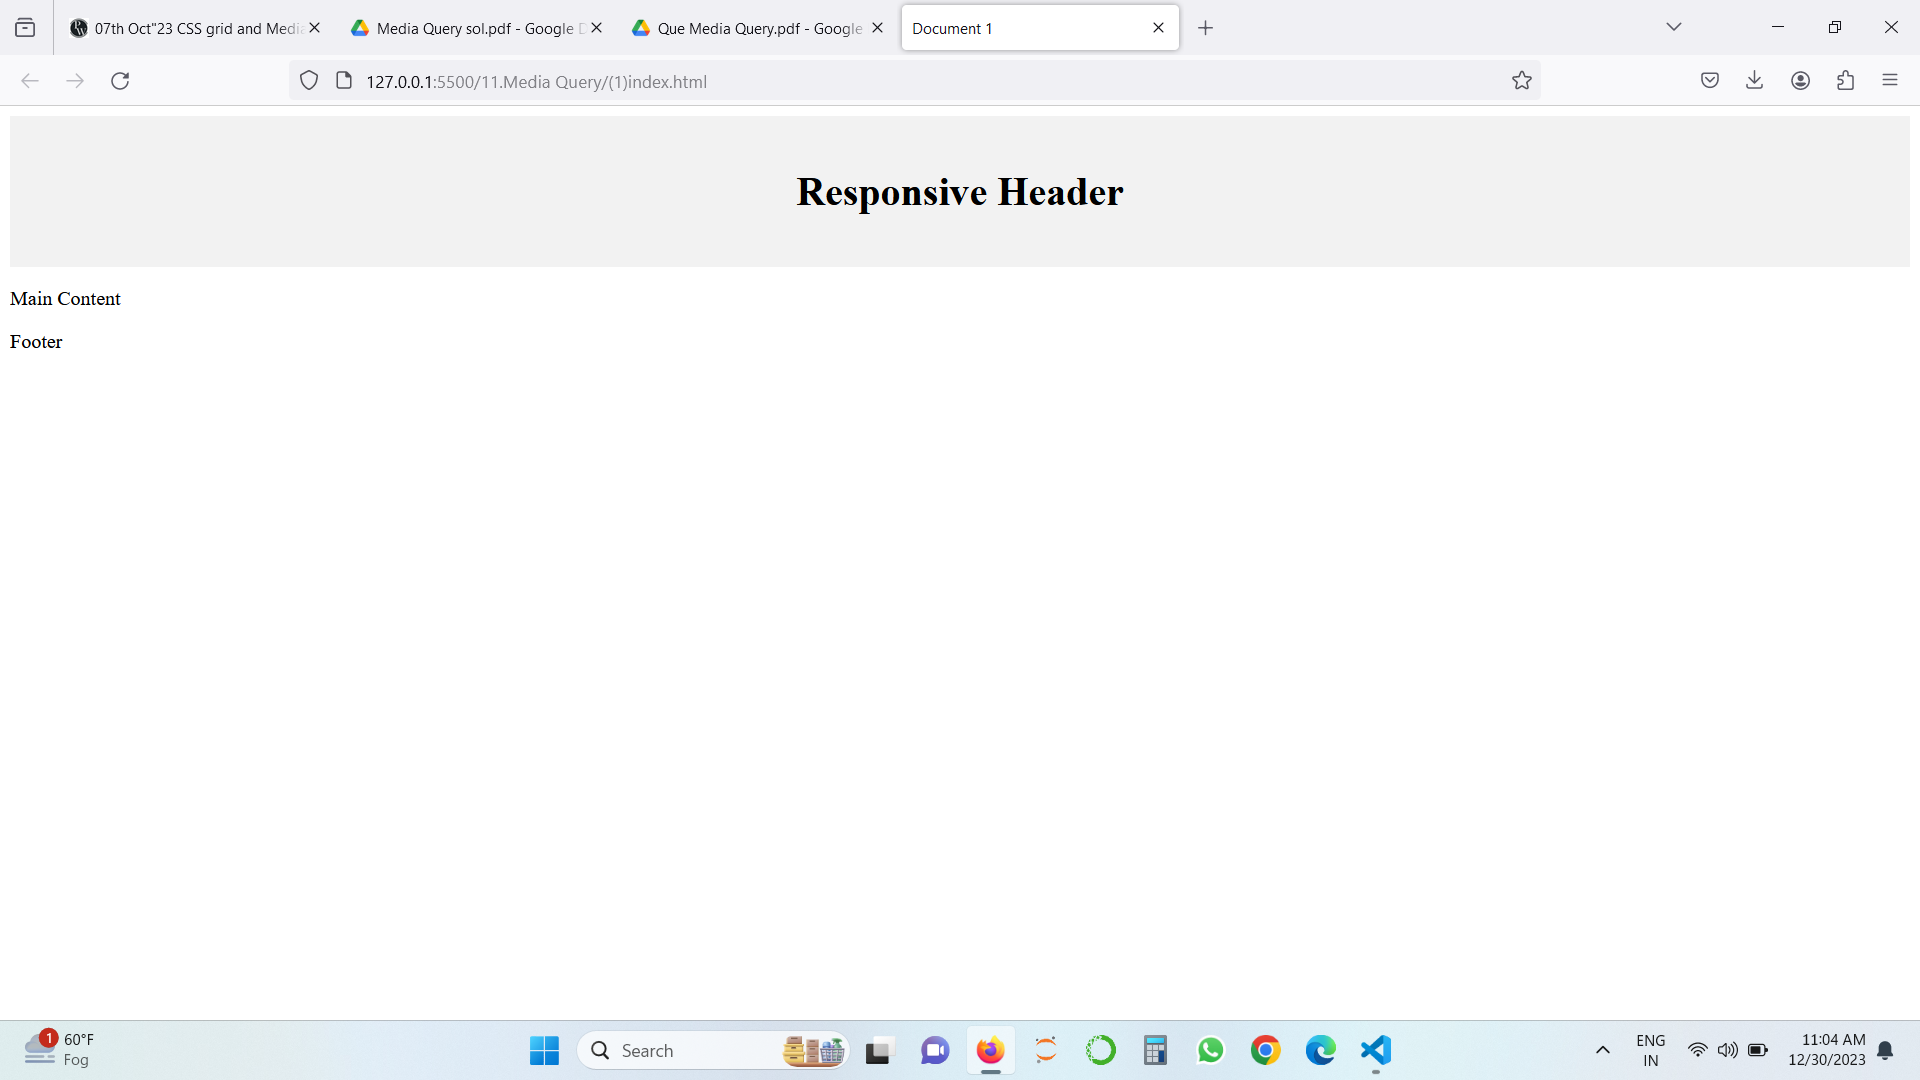 07th Oct"23 CSS grid and Media
Media Query sol.pdf - Google D
Que Media Query.pdf - Google
Document 1
127.0.0.1:5500/11.Media Query/(1)index.html
Responsive Header
Main Content
Footer
1
60°F
Fog
Search
ENG
IN
11:04 AM
12/30/2023